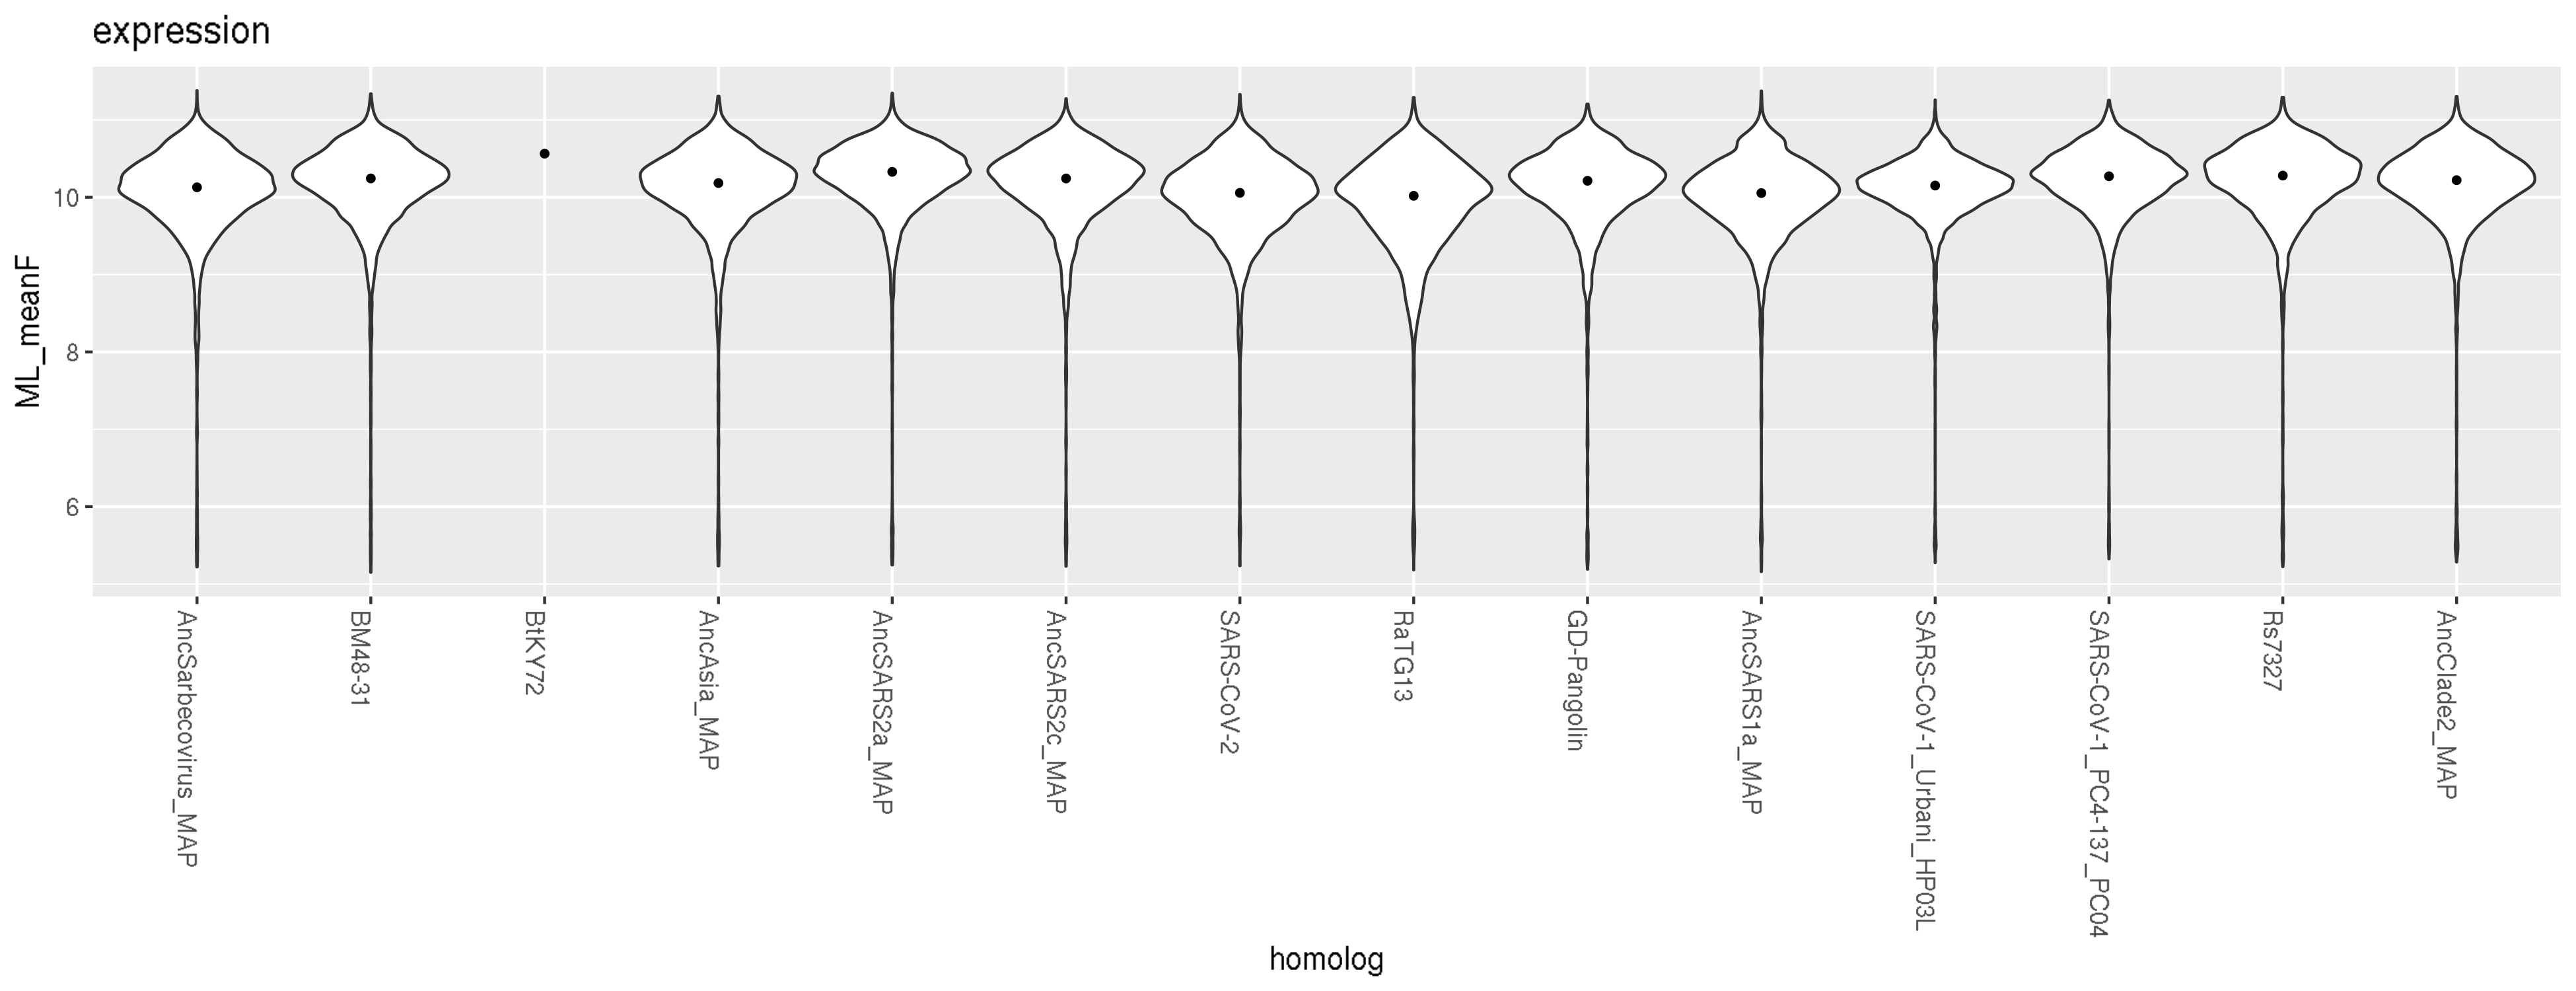 expression
ML_meanF
10
8
6
AncSarbecovirus_MAP
BM48-31
BtKY72
AncAsia_MAP
AncSARS2a_MAP
AncSARS2c_MAP
SARS-CoV-2
RaTG13
GD-Pangolin
AncSARS1a_MAP
SARS-CoV-1_Urbani_HP03L
SARS-CoV-1_PC4-137_PC04
Rs7327
AncClade2_MAP
homolog